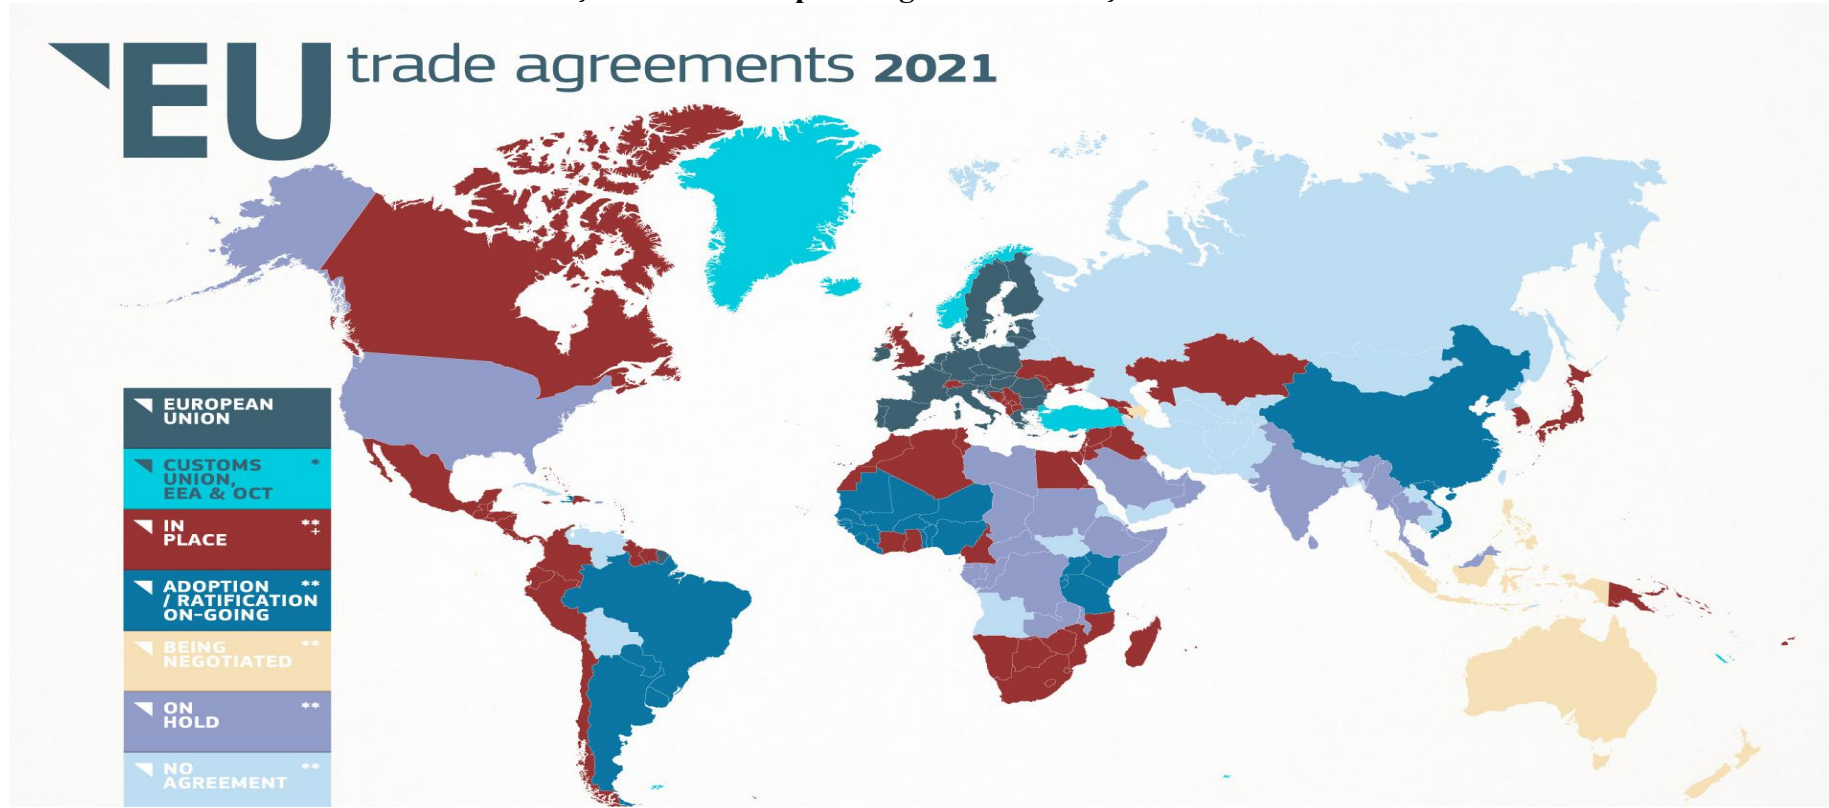 EU trade agreements 2021
EUROPEAN
UNION
CUSTOMS *
UNION,
EEA & OCT
IN **
PLACE +
ADOPTION **
/ RATIFICATION
ON-GOING
BEING **
NEGOTIATED
ON **
HOLD
NO **
AGREEMENT